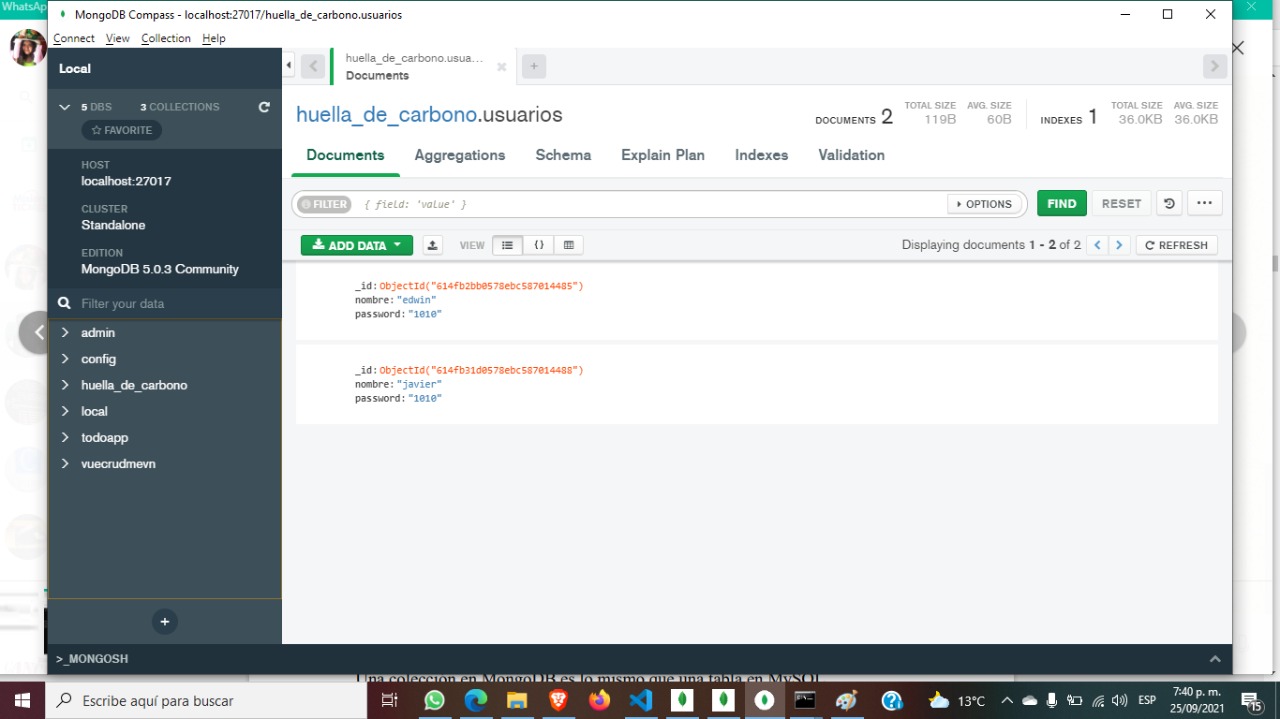 WhatsAp
MongoDB Compass - localhost:27017/huella_de_carbono.usuarios
Connect View Collection Help
Local
5 DBS 3 COLLECTIONS
FAVORITE
HOST
localhost:27017
CLUSTER
Standalone
EDITION
MongoDB 5.0.3 Community
Filter your data
admin
config
huella_de_carbono
local
todoapp
vuecrudmevn
huella_de_carbono.usua...
Documents
huella_de_carbono.usuarios
DOCUMENTS 2 TOTAL SIZE 119B AVG. SIZE 60B INDEXES 1 TOTAL SIZE 36.0KB AVG. SIZE 36.0KB
Documents Aggregations Schema Explain Plan Indexes Validation
FILTER { field: 'value' } OPTIONS FIND RESET ...
ADD DATA VIEW {} Displaying documents 1 - 2 of 2 < > REFRESH
_id:ObjectId("614fb2bb0578ebc587014485")
nombre:"edwin"
password:"1010"
_id:ObjectId("614fb31d0578ebc587014488")
nombre:"javier"
password:"1010"
>_MONGOSH
Una colección en MongoDB es lo mismo que una tabla en MySQL
Escribe aquí para buscar 13°C ESP 7:40 p. m.
25/09/2021 15